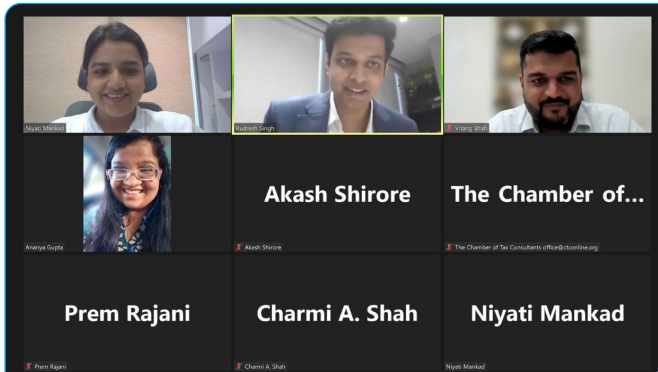 Niyati Mankad
Rudresh Singh
Vitang Shah
Ananya Gupta
Akash Shirore
Akash Shirore
The Chamber of...
The Chamber of Tax Consultants office@ctconline.org
Prem Rajani
Prem Rajani
Charmi A. Shah
Charmi A. Shah
Niyati Mankad
Niyati Mankad